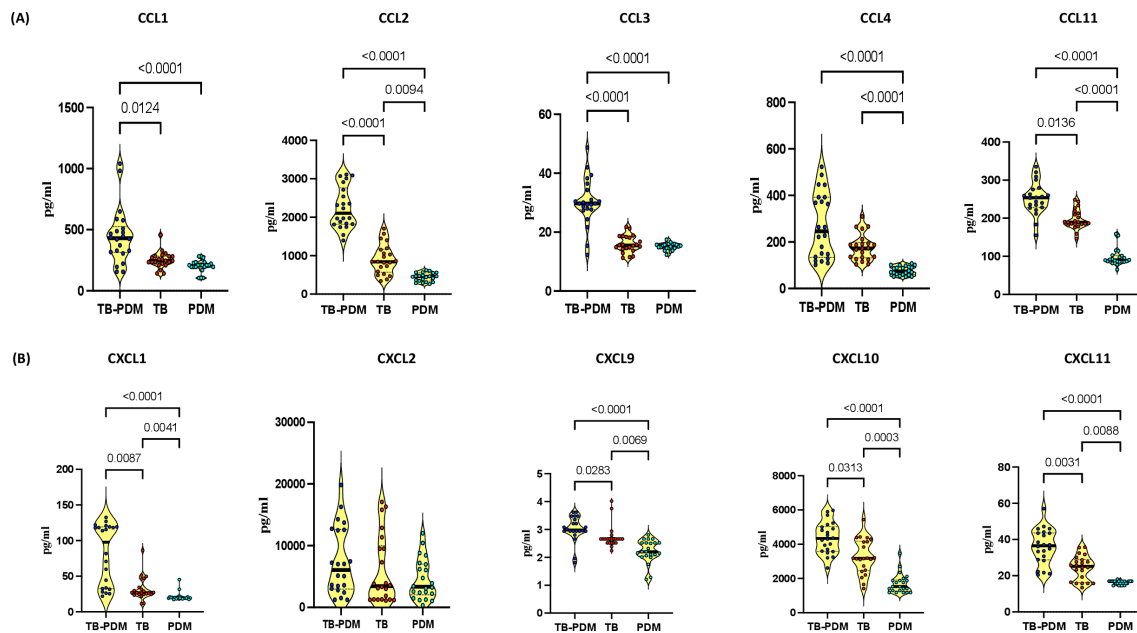 (A)
CCL1
CCL2
CCL3
CCL4
CCL11
<0.0001
0.0124
1500
1000
500
0
pg/ml
TB-PDM TB PDM
<0.0001
0.0094
<0.0001
4000
3000
2000
1000
0
pg/ml
TB-PDM TB PDM
<0.0001
<0.0001
60
40
20
0
pg/ml
TB-PDM TB PDM
<0.0001
<0.0001
800
600
400
200
0
pg/ml
TB-PDM TB PDM
<0.0001
<0.0001
0.0136
400
300
200
100
0
pg/ml
TB-PDM TB PDM
(B)
CXCL1
CXCL2
CXCL9
CXCL10
CXCL11
<0.0001
0.0041
0.0087
200
150
100
50
0
pg/ml
TB-PDM TB PDM
30000
20000
10000
0
pg/ml
TB-PDM TB PDM
<0.0001
0.0069
0.0283
5
4
3
2
1
0
pg/ml
TB-PDM TB PDM
<0.0001
0.0003
0.0313
8000
6000
4000
2000
0
pg/ml
TB-PDM TB PDM
<0.0001
0.0088
0.0031
60
40
20
0
pg/ml
TB-PDM TB PDM